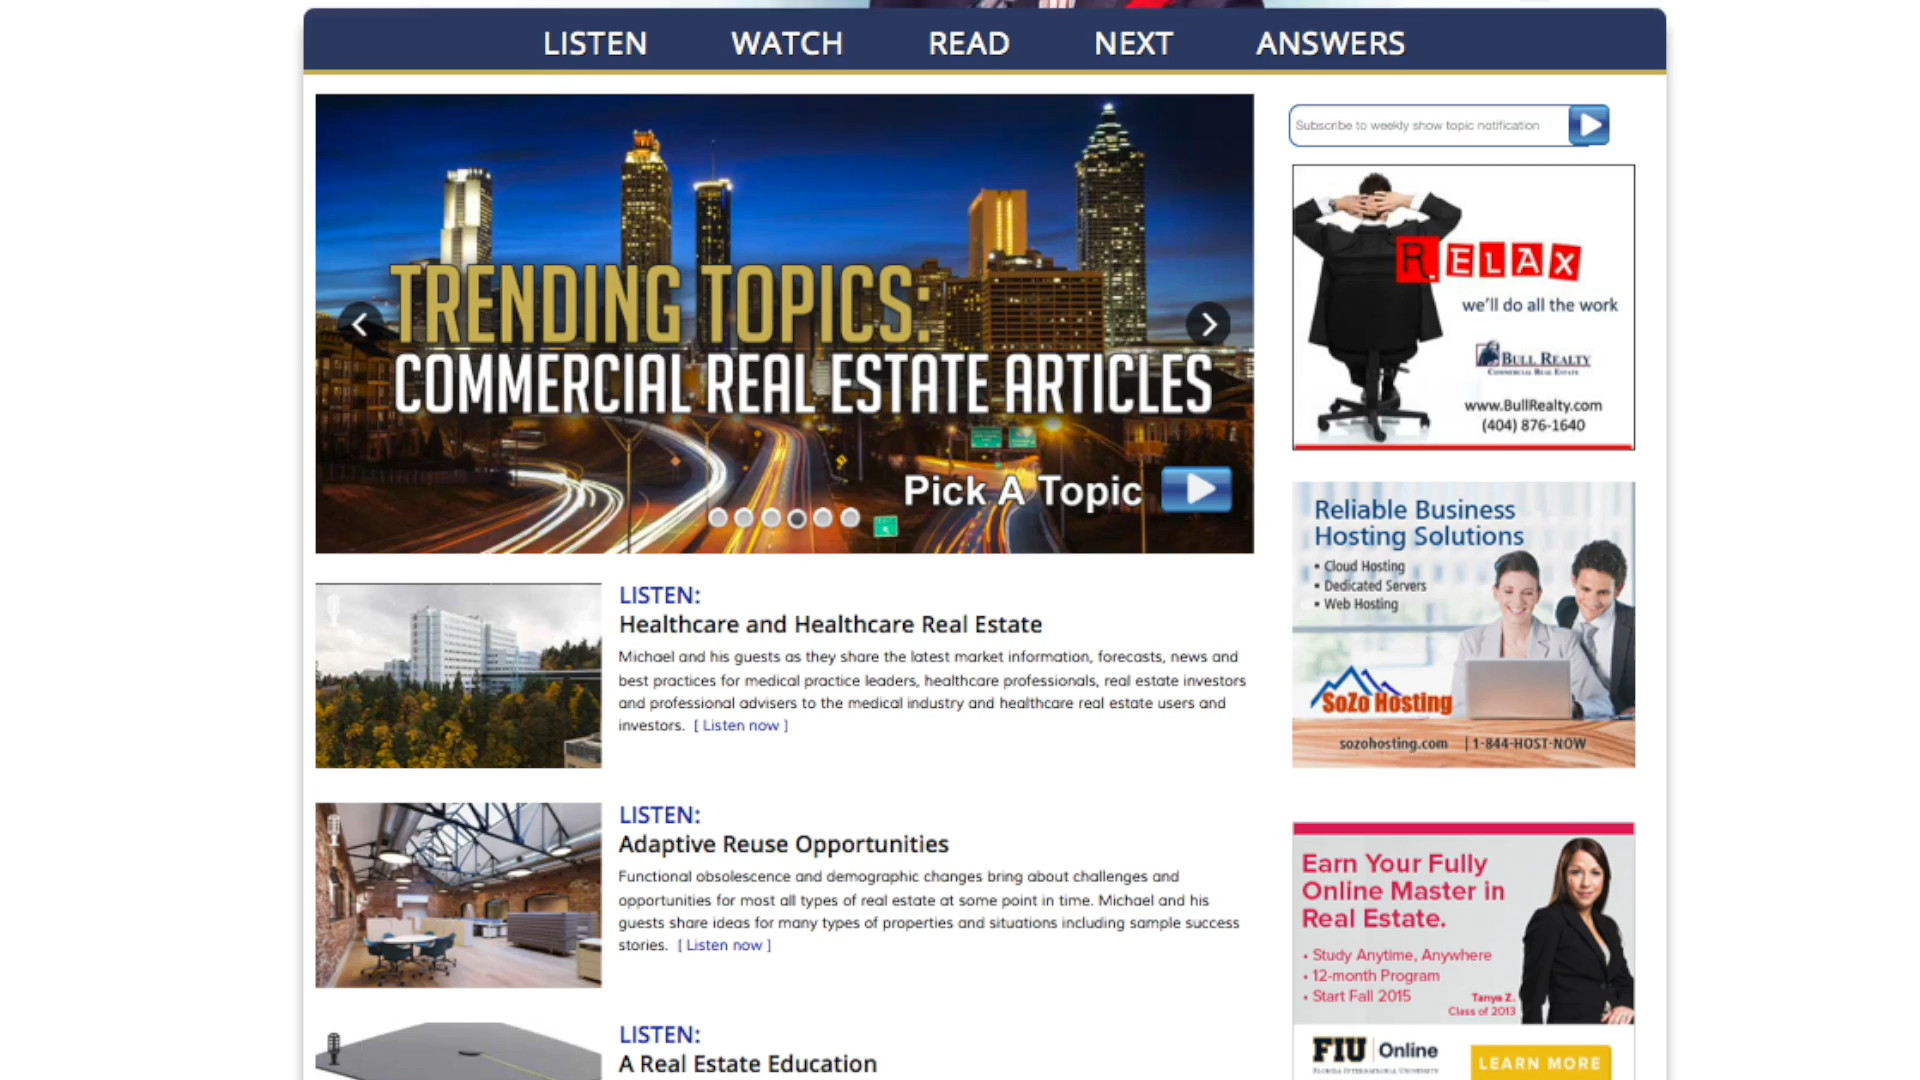 LISTEN WATCH READ NEXT ANSWERS
TRENDING TOPICS:
COMMERCIAL REAL ESTATE ARTICLES
Pick A Topic
LISTEN:
Healthcare and Healthcare Real Estate
Michael and his guests as they share the latest market information, forecasts, news and
best practices for medical practice leaders, healthcare professionals, real estate investors
and professional advisers to the medical industry and healthcare real estate users and
investors. [ Listen now ]
LISTEN:
Adaptive Reuse Opportunities
Functional obsolescence and demographic changes bring about challenges and
opportunities for most all types of real estate at some point in time. Michael and his
guests share ideas for many types of properties and situations including sample success
stories. [ Listen now ]
LISTEN:
A Real Estate Education
Subscribe to weekly show topic notification
RELAX
we'll do all the work
BULL REALTY
COMMERCIAL REAL ESTATE
www.BullRealty.com
(404) 876-1640
Reliable Business
Hosting Solutions
▪ Cloud Hosting
▪ Dedicated Servers
▪ Web Hosting
SoZo Hosting
sozohosting.com | 1-844-HOST-NOW
Earn Your Fully
Online Master in
Real Estate.
• Study Anytime, Anywhere
• 12-month Program
• Start Fall 2015
Tanya Z.
Class of 2013
FIU Online
FLORIDA INTERNATIONAL UNIVERSITY
LEARN MORE